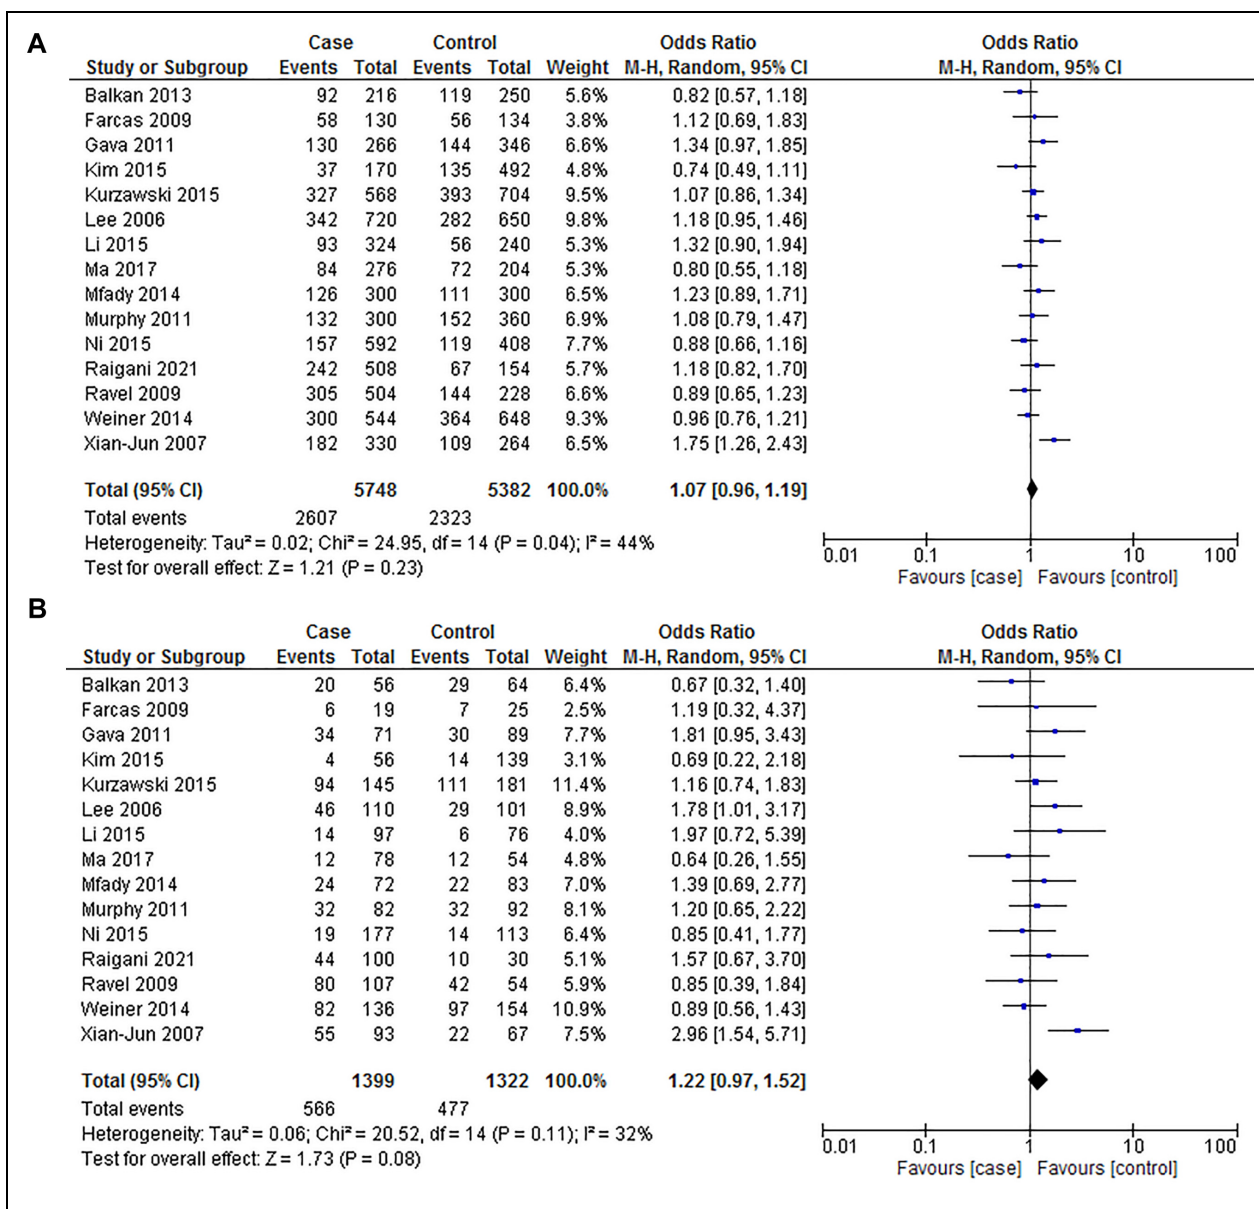 A
Case Control Odds Ratio Odds Ratio
Study or Subgroup Events Total Events Total Weight M-H, Random, 95% CI M-H, Random, 95% CI
Balkan 2013 92 216 119 250 5.6% 0.82 [0.57, 1.18]
Farcas 2009 58 130 56 134 3.8% 1.12 [0.69, 1.83]
Gava 2011 130 266 144 346 6.6% 1.34 [0.97, 1.85]
Kim 2015 37 170 135 492 4.8% 0.74 [0.49, 1.11]
Kurzawski 2015 327 568 393 704 9.5% 1.07 [0.86, 1.34]
Lee 2006 342 720 282 650 9.8% 1.18 [0.95, 1.46]
Li 2015 93 324 56 240 5.3% 1.32 [0.90, 1.94]
Ma 2017 84 276 72 204 5.3% 0.80 [0.55, 1.18]
Mfady 2014 126 300 111 300 6.5% 1.23 [0.89, 1.71]
Murphy 2011 132 300 152 360 6.9% 1.08 [0.79, 1.47]
Ni 2015 157 592 119 408 7.7% 0.88 [0.66, 1.16]
Raigani 2021 242 508 67 154 5.7% 1.18 [0.82, 1.70]
Ravel 2009 305 504 144 228 6.6% 0.89 [0.65, 1.23]
Weiner 2014 300 544 364 648 9.3% 0.96 [0.76, 1.21]
Xian-Jun 2007 182 330 109 264 6.5% 1.75 [1.26, 2.43]
Total (95% CI) 5748 5382 100.0% 1.07 [0.96, 1.19]
Total events 2607 2323
Heterogeneity: Tau² = 0.02; Chi² = 24.95, df = 14 (P = 0.04); I² = 44%
Test for overall effect: Z = 1.21 (P = 0.23)
0.01 0.1 1 10 100
Favours [case] Favours [control]
B
Case Control Odds Ratio Odds Ratio
Study or Subgroup Events Total Events Total Weight M-H, Random, 95% CI M-H, Random, 95% CI
Balkan 2013 20 56 29 64 6.4% 0.67 [0.32, 1.40]
Farcas 2009 6 19 7 25 2.5% 1.19 [0.32, 4.37]
Gava 2011 34 71 30 89 7.7% 1.81 [0.95, 3.43]
Kim 2015 4 56 14 139 3.1% 0.69 [0.22, 2.18]
Kurzawski 2015 94 145 111 181 11.4% 1.16 [0.74, 1.83]
Lee 2006 46 110 29 101 8.9% 1.78 [1.01, 3.17]
Li 2015 14 97 6 76 4.0% 1.97 [0.72, 5.39]
Ma 2017 12 78 12 54 4.8% 0.64 [0.26, 1.55]
Mfady 2014 24 72 22 83 7.0% 1.39 [0.69, 2.77]
Murphy 2011 32 82 32 92 8.1% 1.20 [0.65, 2.22]
Ni 2015 19 177 14 113 6.4% 0.85 [0.41, 1.77]
Raigani 2021 44 100 10 30 5.1% 1.57 [0.67, 3.70]
Ravel 2009 80 107 42 54 5.9% 0.85 [0.39, 1.84]
Weiner 2014 82 136 97 154 10.9% 0.89 [0.56, 1.43]
Xian-Jun 2007 55 93 22 67 7.5% 2.96 [1.54, 5.71]
Total (95% CI) 1399 1322 100.0% 1.22 [0.97, 1.52]
Total events 566 477
Heterogeneity: Tau² = 0.06; Chi² = 20.52, df = 14 (P = 0.11); I² = 32%
Test for overall effect: Z = 1.73 (P = 0.08)
0.01 0.1 1 10 100
Favours [case] Favours [control]